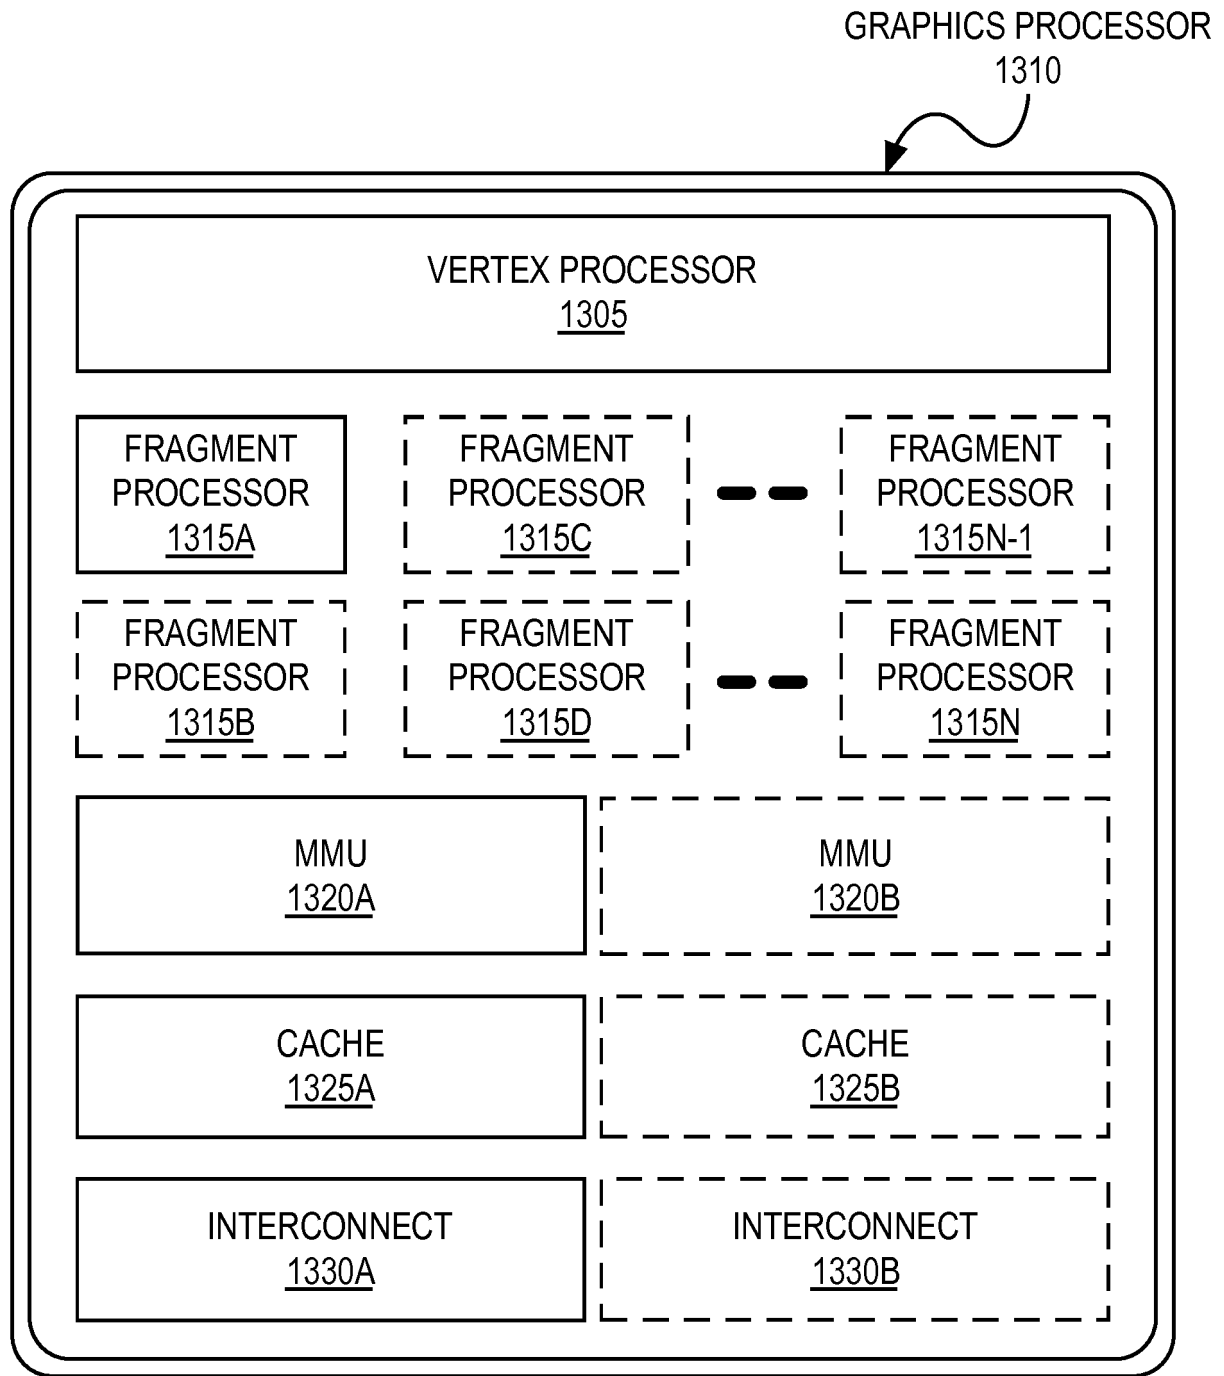 GRAPHICS PROCESSOR
1310
VERTEX PROCESSOR
1305
FRAGMENT
PROCESSOR
1315A
FRAGMENT
PROCESSOR
1315C
FRAGMENT
PROCESSOR
1315N-1
FRAGMENT
PROCESSOR
1315B
FRAGMENT
PROCESSOR
1315D
FRAGMENT
PROCESSOR
1315N
MMU
1320A
MMU
1320B
CACHE
1325A
CACHE
1325B
INTERCONNECT
1330A
INTERCONNECT
1330B